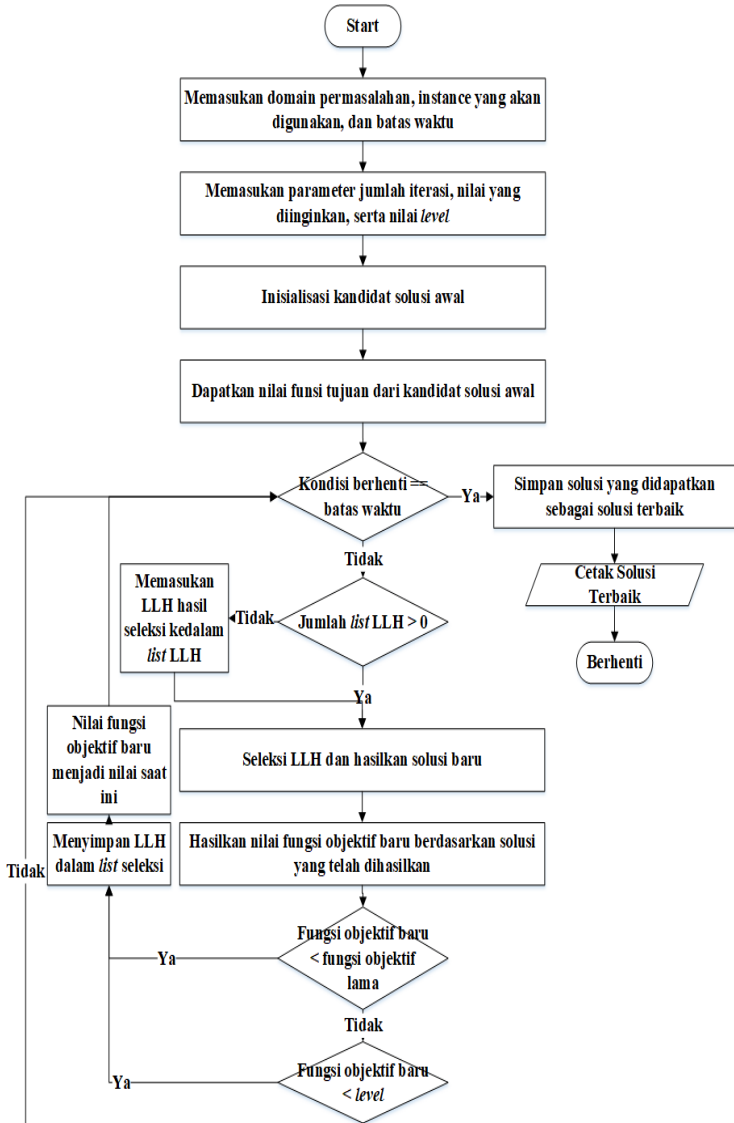 Start
Memasukan domain permasalahan, instance yang akan
digunakan, dan batas waktu
Memasukan parameter jumlah iterasi, nilai yang
diinginkan, serta nilai level
Inisialisasi kandidat solusi awal
Dapatkan nilai funsi tujuan dari kandidat solusi awal
Kondisi berhenti ==
batas waktu
Ya
Simpan solusi yang didapatkan
sebagai solusi terbaik
Cetak Solusi
Terbaik
Berhenti
Tidak
Jumlah list LLH > 0
Tidak
Memasukan
LLH hasil
seleksi kedalam
list LLH
Ya
Seleksi LLH dan hasilkan solusi baru
Hasilkan nilai fungsi objektif baru berdasarkan solusi
yang telah dihasilkan
Fungsi objektif baru
< fungsi objektif
lama
Ya
Menyimpan LLH
dalam list seleksi
Nilai fungsi
objektif baru
menjadi nilai saat
ini
Tidak
Fungsi objektif baru
< level
Ya
Tidak